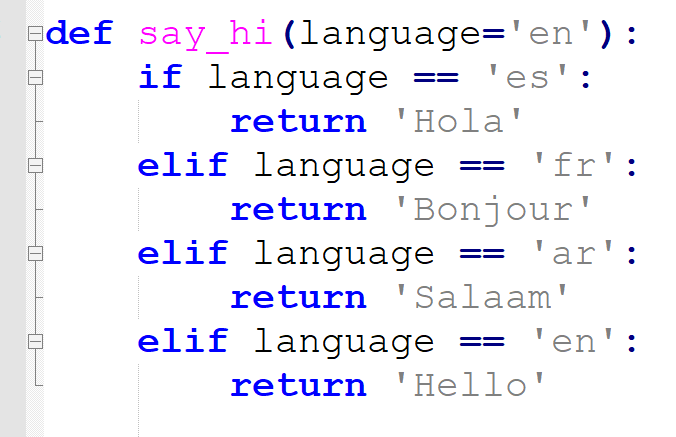 def say_hi(language='en'):
    if language == 'es':
        return 'Hola'
    elif language == 'fr':
        return 'Bonjour'
    elif language == 'ar':
        return 'Salaam'
    elif language == 'en':
        return 'Hello'